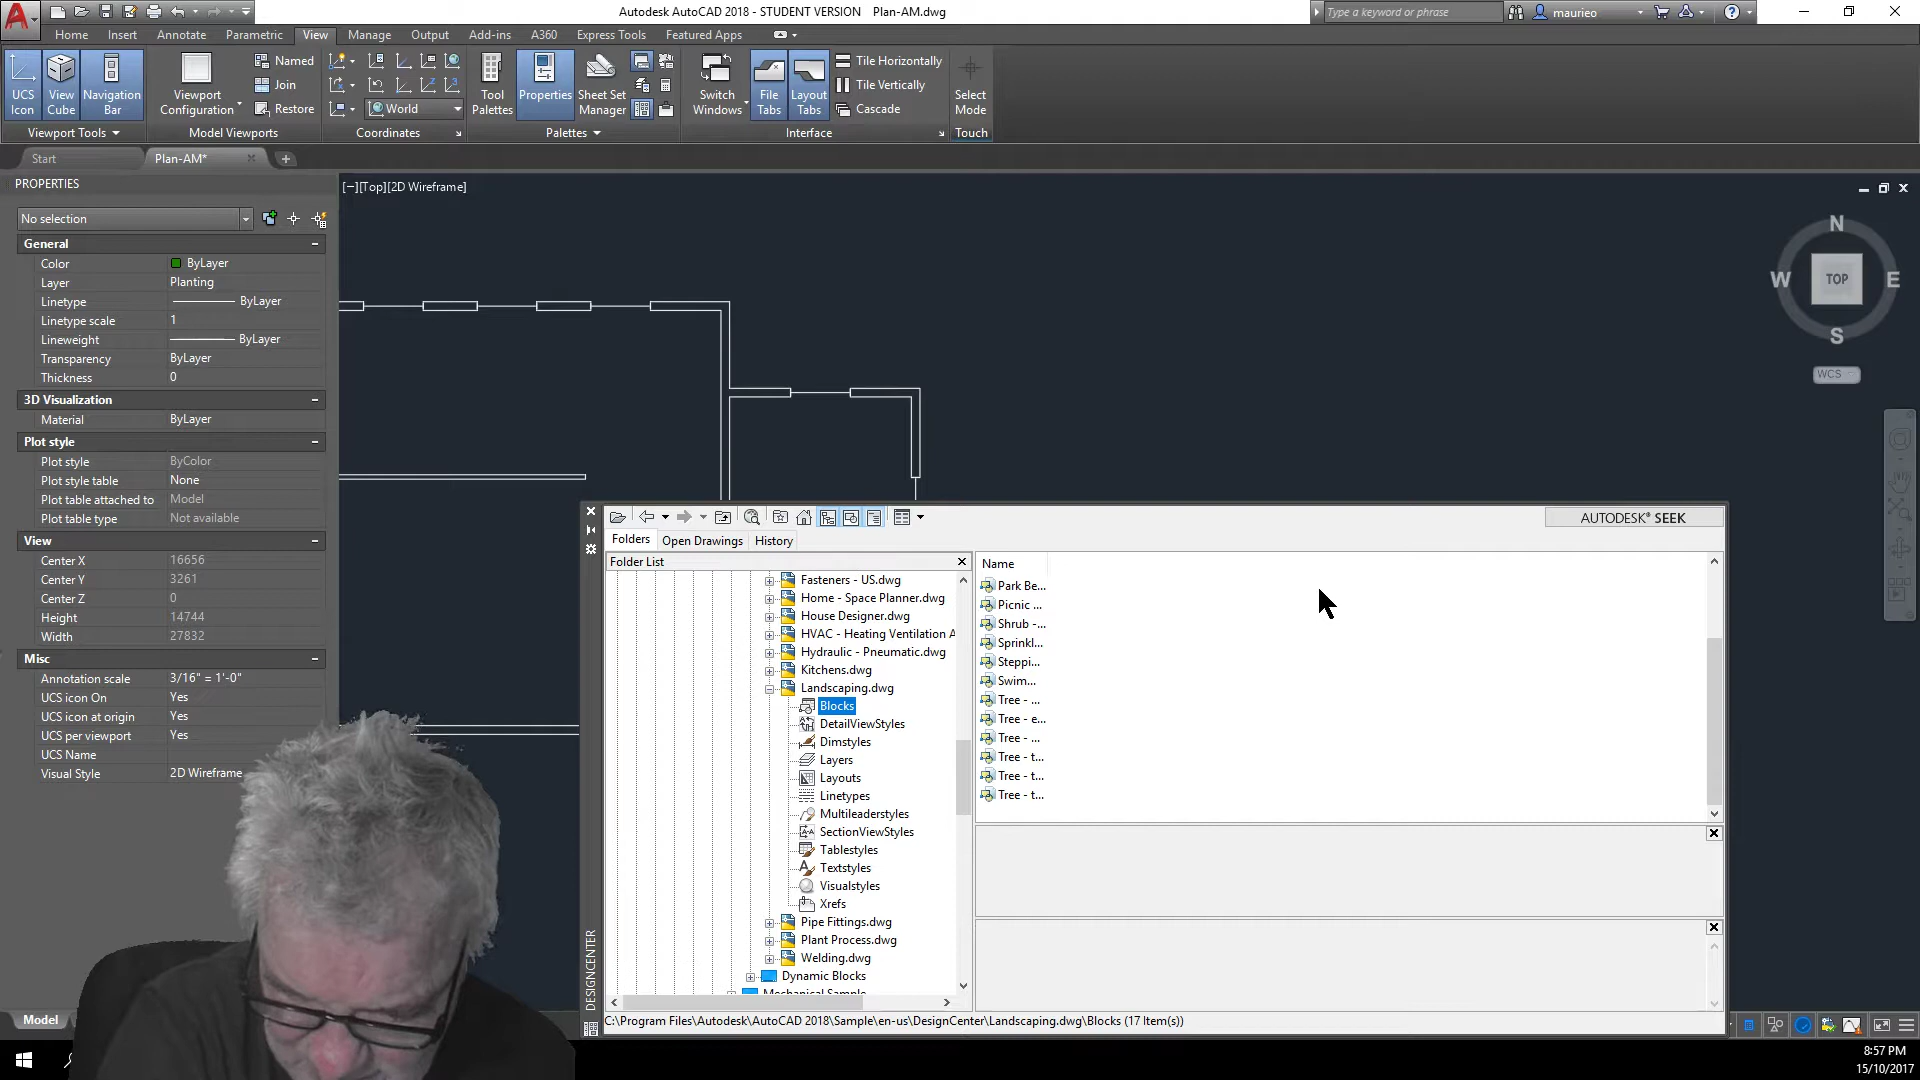 Autodesk AutoCAD 2018 - STUDENT VERSION    Plan-AM.dwg
Type a keyword or phrase
maurieo
Home Insert Annotate Parametric View Manage Output Add-ins A360 Express Tools Featured Apps
UCS Icon
View Cube
Navigation Bar
Viewport Configuration
Named
Join
Restore
World
Tool Palettes
Properties
Sheet Set Manager
Switch Windows
File Tabs
Layout Tabs
Tile Horizontally
Tile Vertically
Cascade
Select Mode
Viewport Tools
Model Viewports
Coordinates
Palettes
Interface
Touch
Start
Plan-AM*
PROPERTIES
[−][Top][2D Wireframe]
No selection
General
Color ByLayer
Layer Planting
Linetype ByLayer
Linetype scale 1
Lineweight ByLayer
Transparency ByLayer
Thickness 0
3D Visualization
Material ByLayer
Plot style
Plot style ByColor
Plot style table None
Plot table attached to Model
Plot table type Not available
View
Center X 16656
Center Y 3261
Center Z 0
Height 14744
Width 27832
Misc
Annotation scale 3/16" = 1'-0"
UCS icon On Yes
UCS icon at origin Yes
UCS per viewport Yes
UCS Name
Visual Style 2D Wireframe
N
W TOP E
S
WCS
AUTODESK® SEEK
Folders Open Drawings History
Folder List
Fasteners - US.dwg
Home - Space Planner.dwg
House Designer.dwg
HVAC - Heating Ventilation A
Hydraulic - Pneumatic.dwg
Kitchens.dwg
Landscaping.dwg
Blocks
DetailViewStyles
Dimstyles
Layers
Layouts
Linetypes
Multileaderstyles
SectionViewStyles
Tablestyles
Textstyles
Visualstyles
Xrefs
Pipe Fittings.dwg
Plant Process.dwg
Welding.dwg
Dynamic Blocks
Mechanical Sample
Name
Park Be...
Picnic ...
Shrub -...
Sprinkl...
Steppi...
Swim...
Tree - ...
Tree - e...
Tree - ...
Tree - t...
Tree - t...
Tree - t...
DESIGNCENTER
C:\Program Files\Autodesk\AutoCAD 2018\Sample\en-us\DesignCenter\Landscaping.dwg\Blocks (17 Item(s))
Model
8:57 PM
15/10/2017